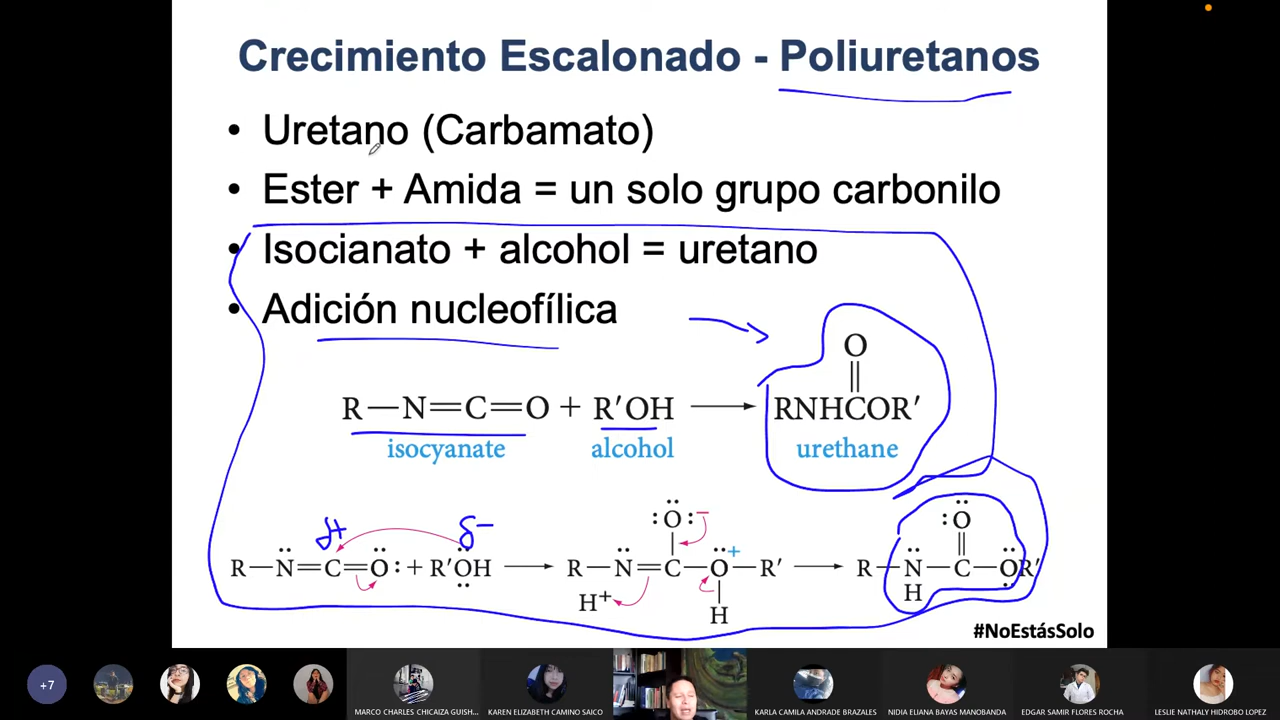 Crecimiento Escalonado - Poliuretanos
• Uretano (Carbamato)
• Ester + Amida = un solo grupo carbonilo
• Isocianato + alcohol = uretano
• Adición nucleofílica
O
R—N=C=O + R′OH → RNHCOR′
isocyanate alcohol urethane
δ+ δ−
:O:− :O
R—N=C=O: + R′OH → R—N=C—O+—R′ → R—N—C—OR′
H+ H H
#NoEstásSolo
+7
MARCO CHARLES CHICAIZA GUISH...
KAREN ELIZABETH CAMINO SAICO
KARLA CAMILA ANDRADE BRAZALES
NIDIA ELIANA BAYAS MANOBANDA
EDGAR SAMIR FLORES ROCHA
LESLIE NATHALY HIDROBO LOPEZ